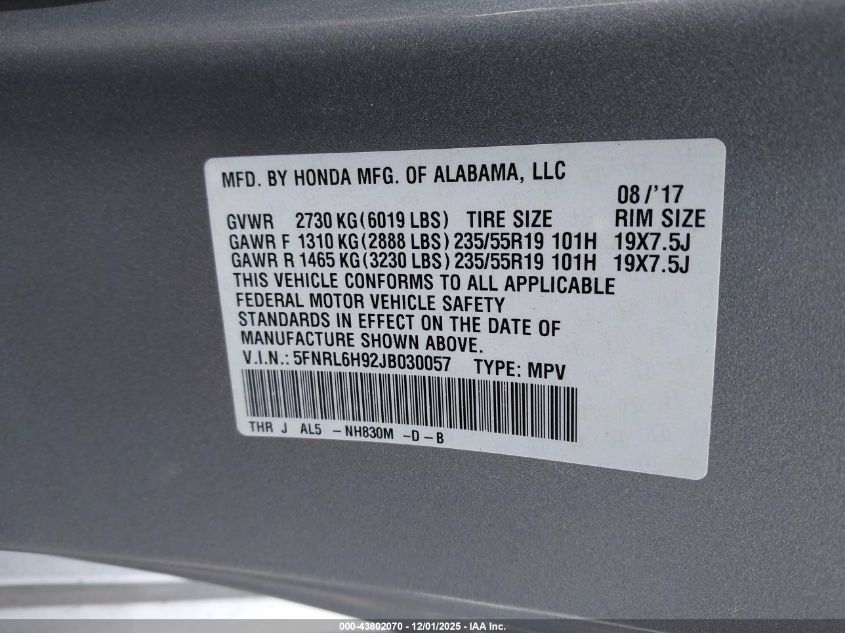 MFD. BY HONDA MFG. OF ALABAMA, LLC
08/'17
GVWR 2730 KG(6019 LBS) TIRE SIZE RIM SIZE
GAWR F 1310 KG(2888 LBS) 235/55R19 101H 19X7.5J
GAWR R 1465 KG(3230 LBS) 235/55R19 101H 19X7.5J
THIS VEHICLE CONFORMS TO ALL APPLICABLE
FEDERAL MOTOR VEHICLE SAFETY
STANDARDS IN EFFECT ON THE DATE OF
MANUFACTURE SHOWN ABOVE.
V.I.N.: 5FNRL6H92JB030057 TYPE: MPV
THR J AL5 - NH830M - D - B
000-43802070 - 12/01/2025 - IAA Inc.